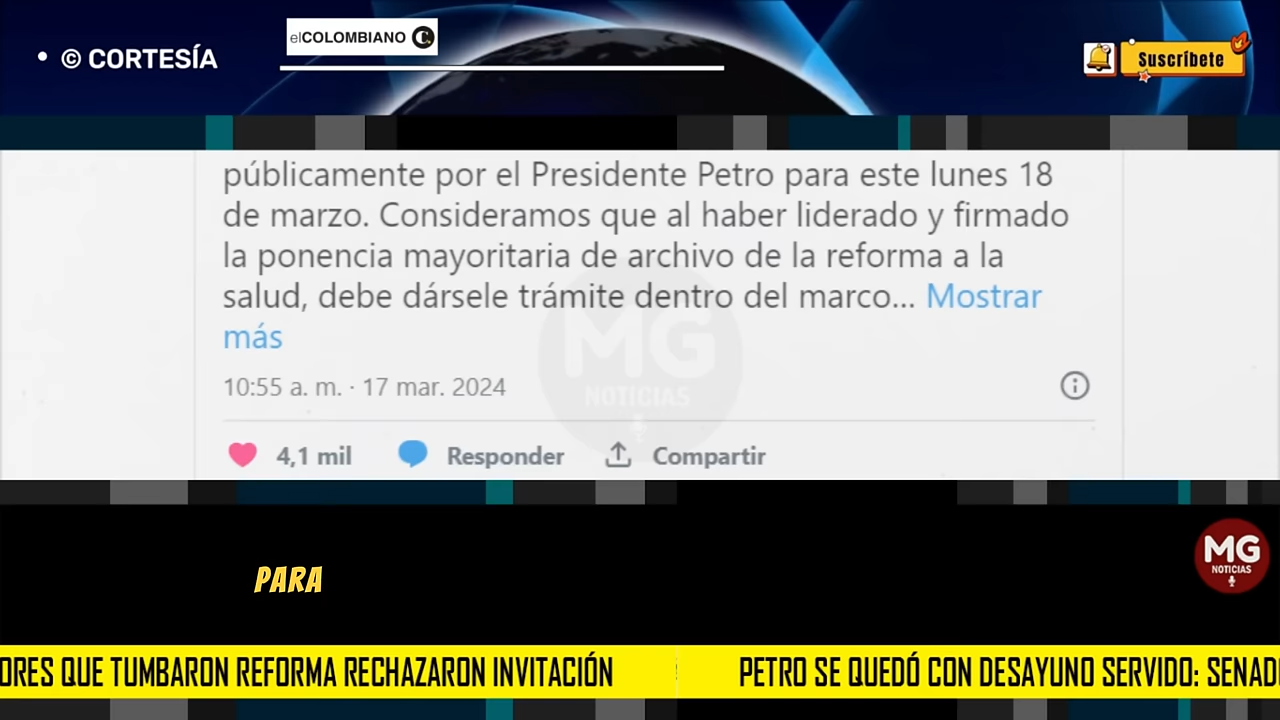 • © CORTESÍA
elCOLOMBIANO C
Suscríbete
públicamente por el Presidente Petro para este lunes 18
de marzo. Consideramos que al haber liderado y firmado
la ponencia mayoritaria de archivo de la reforma a la
salud, debe dársele trámite dentro del marco... Mostrar
más
10:55 a. m. · 17 mar. 2024
4,1 mil Responder Compartir
MG
NOTICIAS
PARA
MG
NOTICIAS
ORES QUE TUMBARON REFORMA RECHAZARON INVITACIÓN PETRO SE QUEDÓ CON DESAYUNO SERVIDO: SENAD